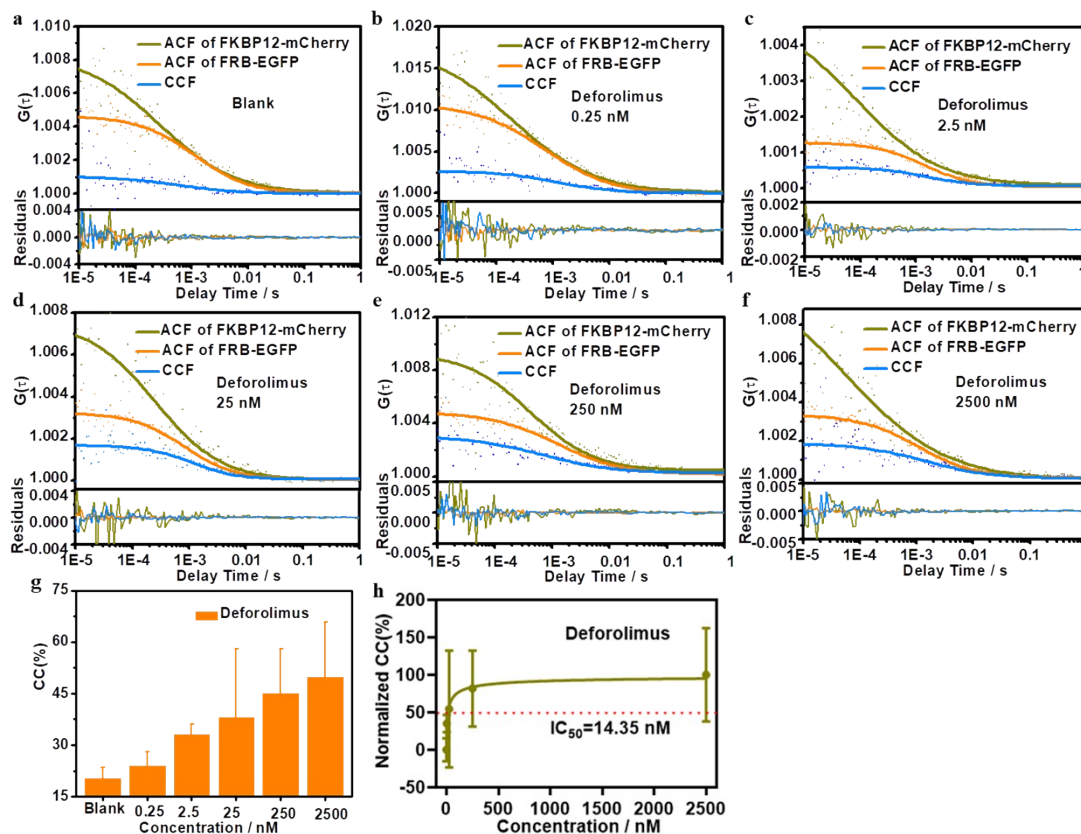 a
1.010
1.008
1.006
1.004
1.002
1.000
G(τ)
ACF of FKBP12-mCherry
ACF of FRB-EGFP
CCF
Blank
0.004
0.000
-0.004
Residuals
1E-5 1E-4 1E-3 0.01 0.1 1
Delay Time / s
b
1.020
1.015
1.010
1.005
1.000
G(τ)
ACF of FKBP12-mCherry
ACF of FRB-EGFP
CCF
Deforolimus
0.25 nM
0.005
0.000
-0.005
Residuals
1E-5 1E-4 1E-3 0.01 0.1 1
Delay Time / s
c
1.004
1.003
1.002
1.001
1.000
G(τ)
ACF of FKBP12-mCherry
ACF of FRB-EGFP
CCF
Deforolimus
2.5 nM
0.002
0.000
-0.002
Residuals
1E-5 1E-4 1E-3 0.01 0.1 1
Delay Time / s
d
1.008
1.006
1.004
1.002
1.000
G(τ)
ACF of FKBP12-mCherry
ACF of FRB-EGFP
CCF
Deforolimus
25 nM
0.004
0.000
-0.004
Residuals
1E-5 1E-4 1E-3 0.01 0.1 1
Delay Time / s
e
1.012
1.008
1.004
1.000
G(τ)
ACF of FKBP12-mCherry
ACF of FRB-EGFP
CCF
Deforolimus
250 nM
0.005
0.000
-0.005
Residuals
1E-5 1E-4 1E-3 0.01 0.1 1
Delay Time / s
f
1.008
1.006
1.004
1.002
1.000
G(τ)
ACF of FKBP12-mCherry
ACF of FRB-EGFP
CCF
Deforolimus
2500 nM
0.005
0.000
-0.005
Residuals
1E-5 1E-4 1E-3 0.01 0.1 1
Delay Time / s
g
75
60
45
30
15
CC(%)
Deforolimus
Blank 0.25 2.5 25 250 2500
Concentration / nM
h
200
150
100
50
0
-50
Normalized CC(%)
Deforolimus
IC50=14.35 nM
0 500 1000 1500 2000 2500
Concentration / nM